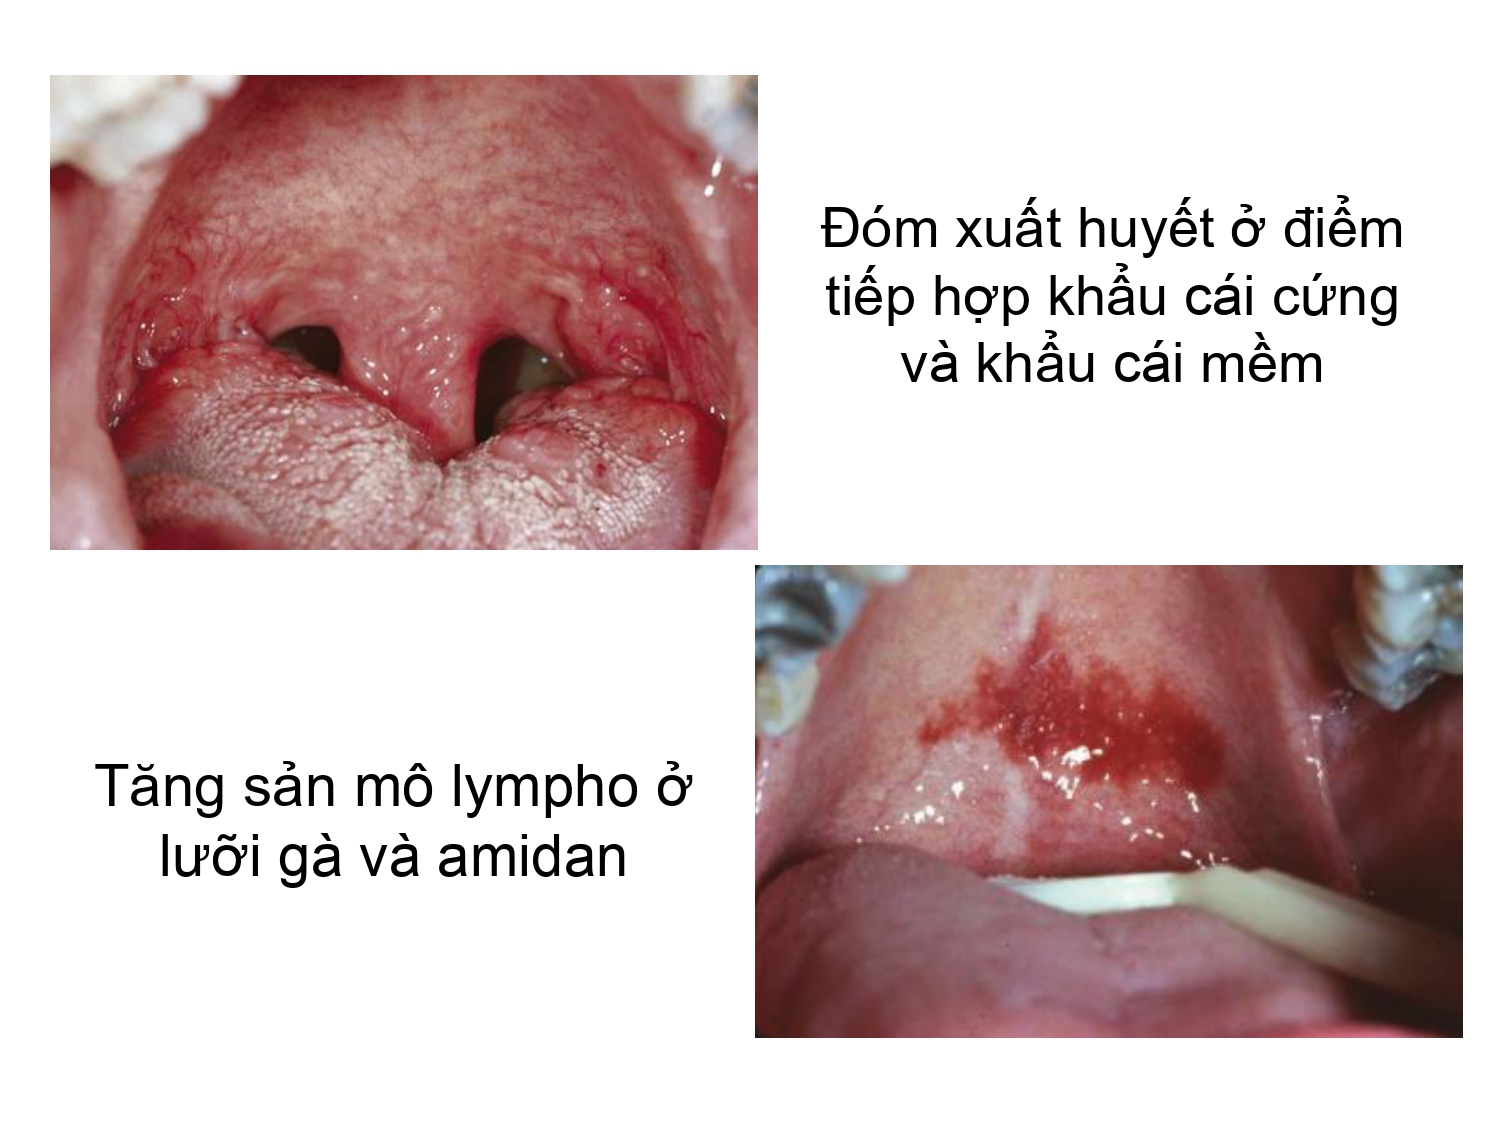 Đóm xuất huyết ở điểm
tiếp hợp khẩu cái cứng
và khẩu cái mềm
Tăng sản mô lympho ở
lưỡi gà và amidan